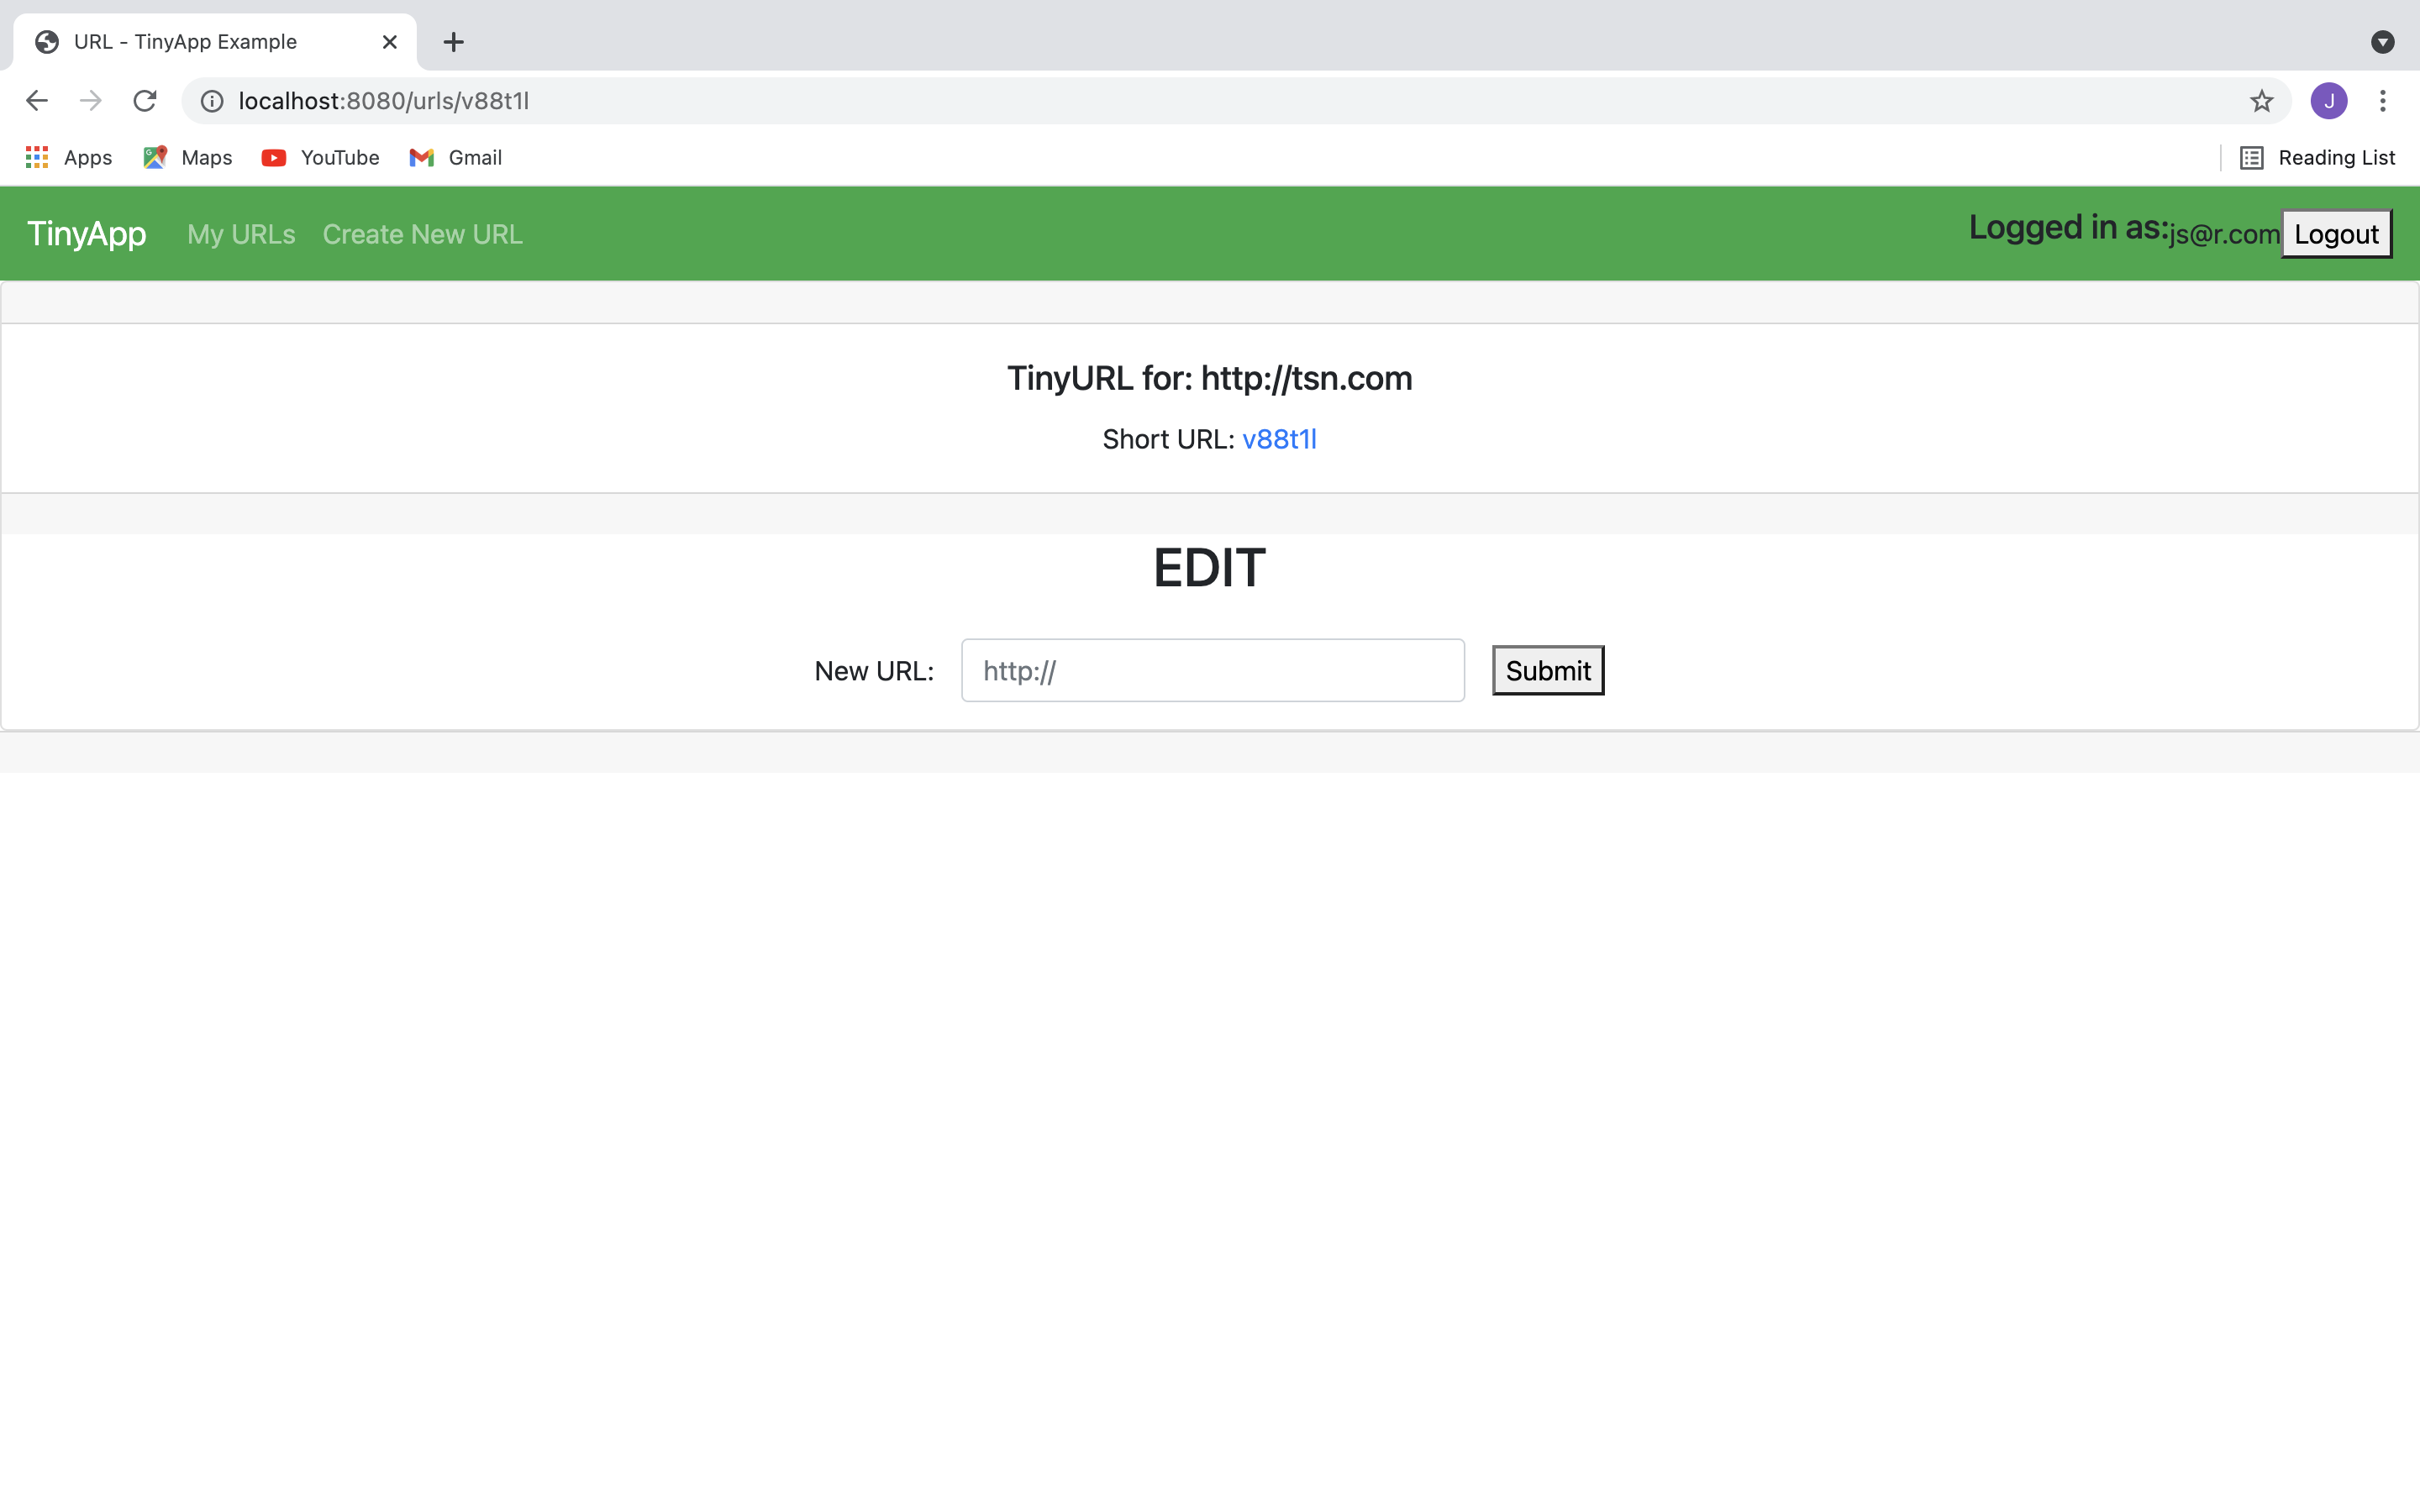 URL - TinyApp Example
localhost:8080/urls/v88t1l
J
Apps Maps YouTube Gmail Reading List
TinyApp My URLs Create New URL Logged in as:js@r.com Logout
TinyURL for: http://tsn.com
Short URL: v88t1l
EDIT
New URL: http:// Submit